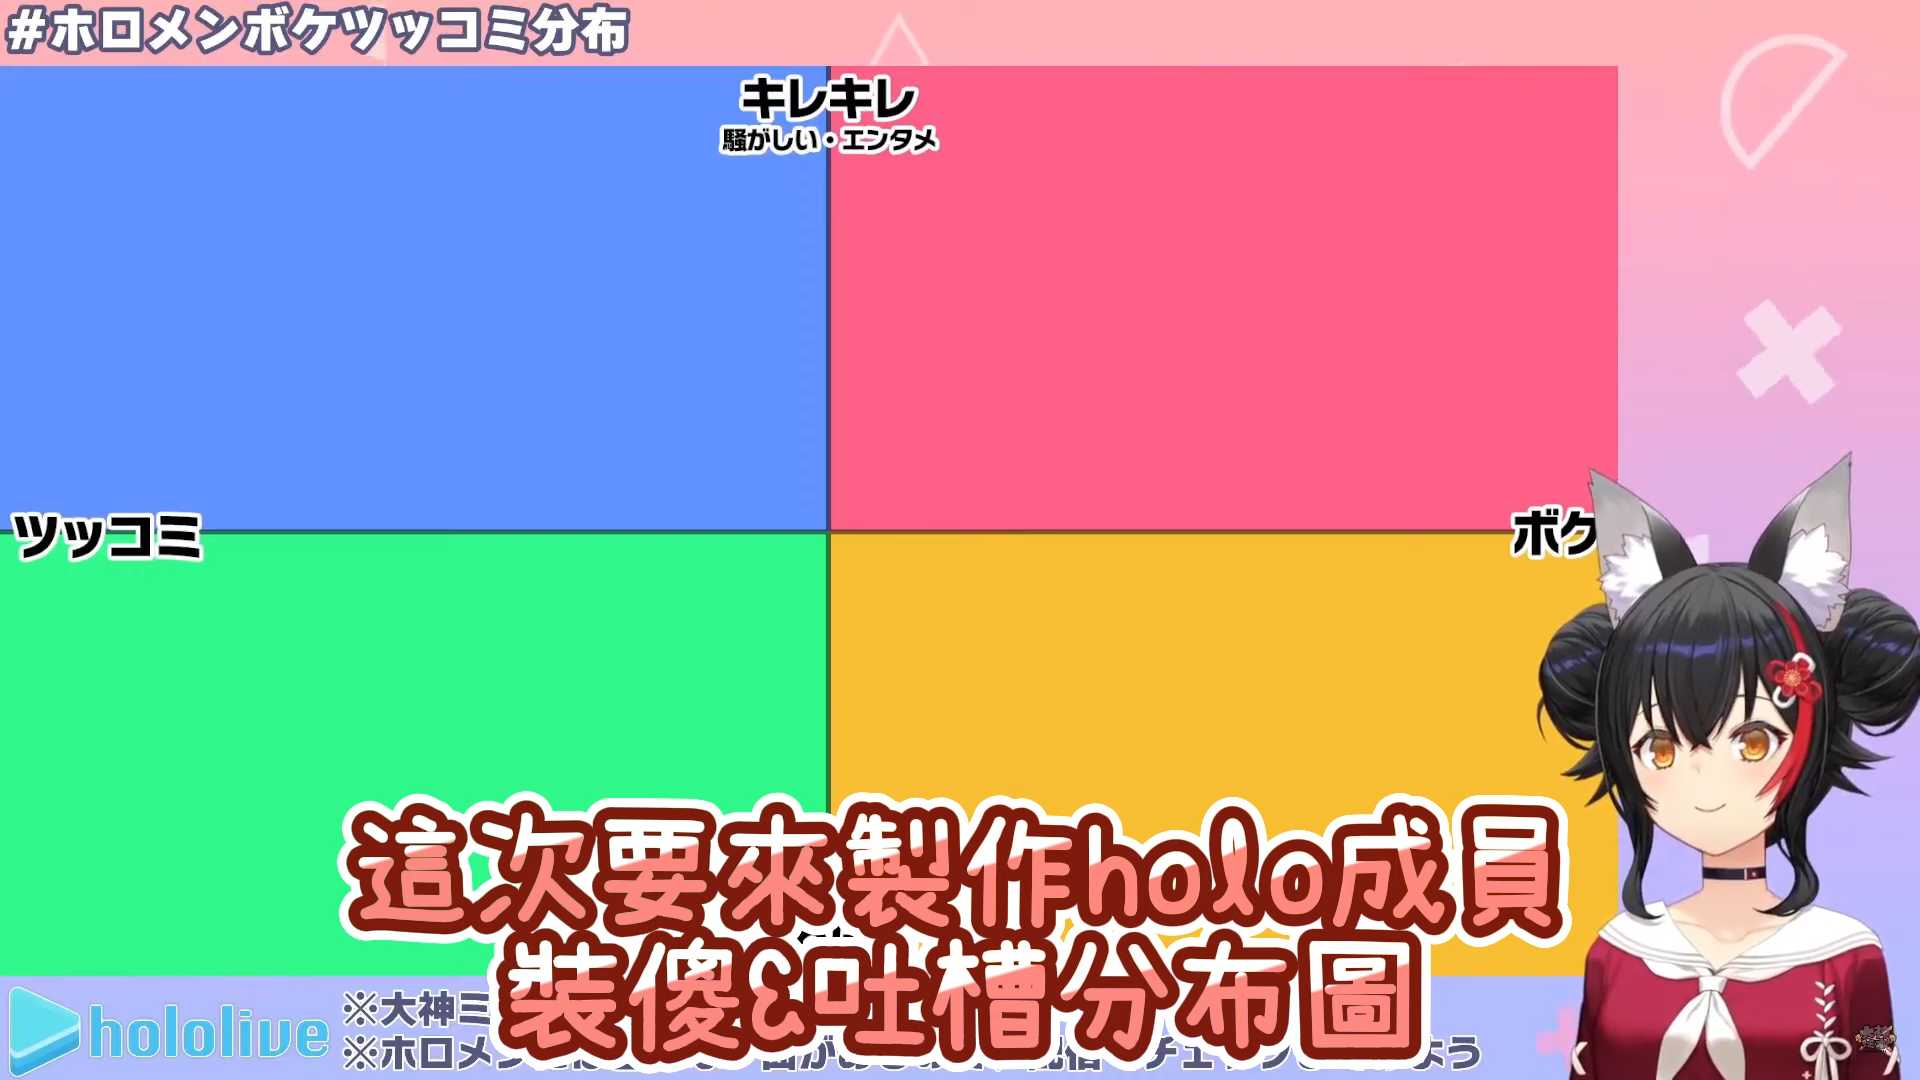 #ホロメンボケツッコミ分布
キレキレ
騒がしい・エンタメ
ツッコミ
ボケ
這次要來製作holo成員
裝傻&吐槽分布圖
hololive
※大神ミ
※ホロメン